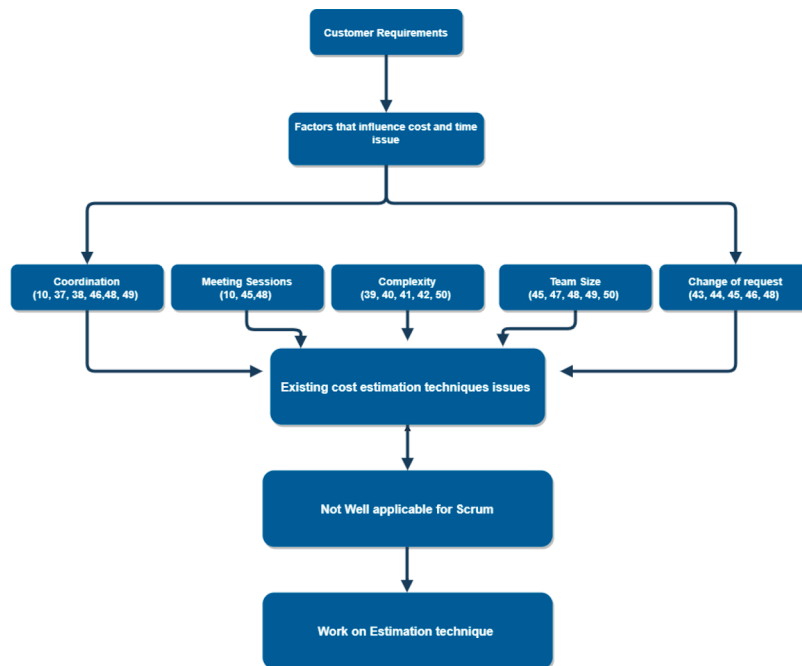 Customer Requirements
Factors that influence cost and time
issue
Coordination
(10, 37, 38, 46,48, 49)
Meeting Sessions
(10, 45,48)
Complexity
(39, 40, 41, 42, 50)
Team Size
(45, 47, 48, 49, 50)
Change of request
(43, 44, 45, 46, 48)
Existing cost estimation techniques issues
Not Well applicable for Scrum
Work on Estimation technique